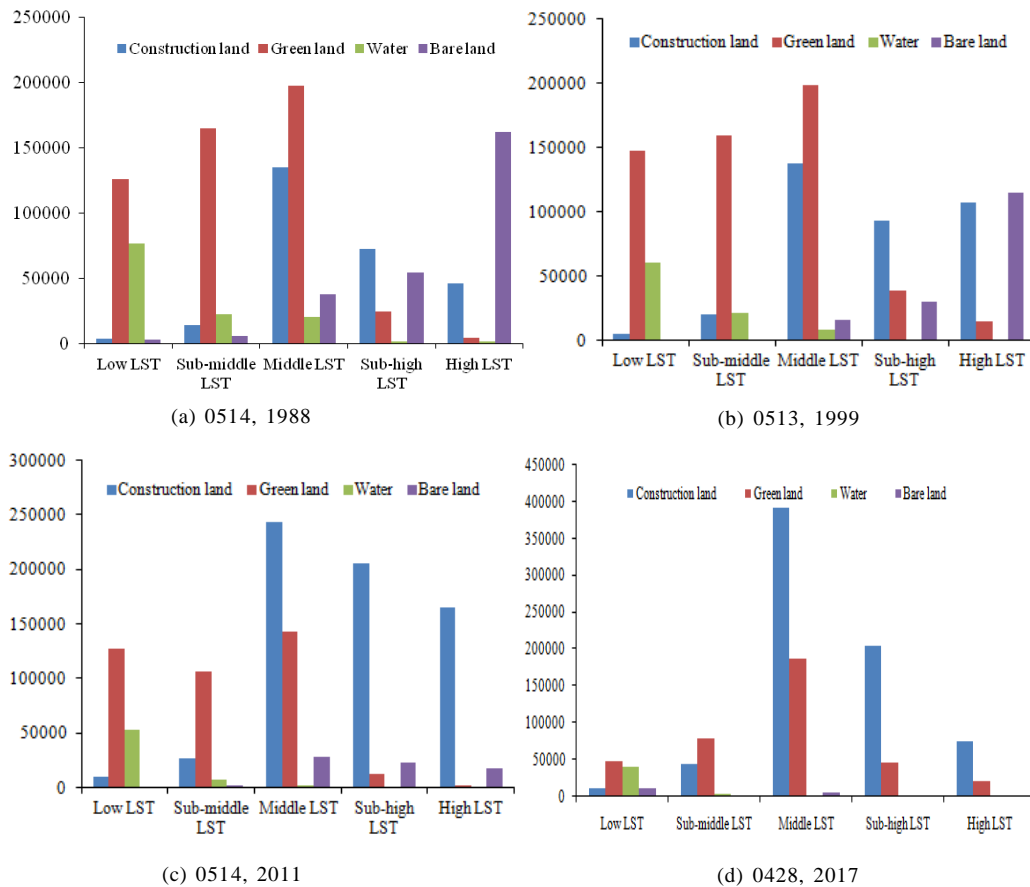 250000
200000
150000
100000
50000
0
Construction land Green land Water Bare land
Low LST Sub-middle LST Middle LST Sub-high LST High LST
(a) 0514, 1988
250000
200000
150000
100000
50000
0
Construction land Green land Water Bare land
Low LST Sub-middle LST Middle LST Sub-high LST High LST
(b) 0513, 1999
300000
250000
200000
150000
100000
50000
0
Construction land Green land Water Bare land
Low LST Sub-middle LST Middle LST Sub-high LST High LST
(c) 0514, 2011
450000
400000
350000
300000
250000
200000
150000
100000
50000
0
Construction land Green land Water Bare land
Low LST Sub-middle LST Middle LST Sub-high LST High LST
(d) 0428, 2017